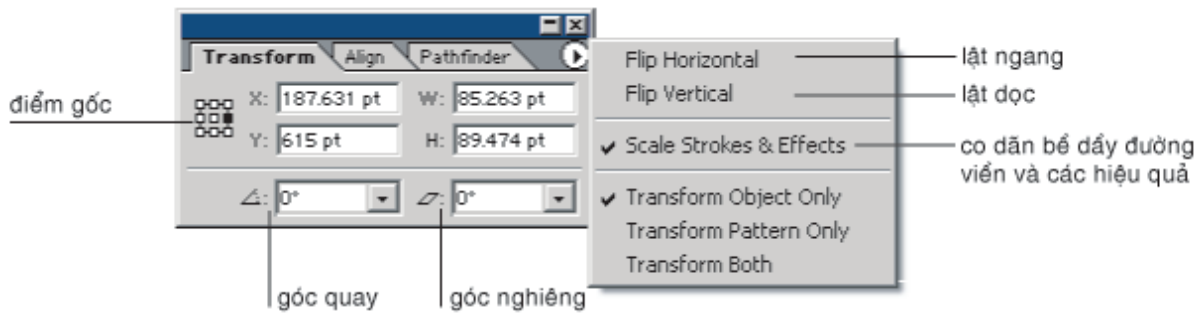 Transform Align Pathfinder
điểm gốc
X: 187.631 pt W: 85.263 pt
Y: 615 pt H: 89.474 pt
0° 0°
góc quay góc nghiêng
Flip Horizontal lật ngang
Flip Vertical lật dọc
Scale Strokes & Effects co dãn bề dầy đường
viền và các hiệu quả
Transform Object Only
Transform Pattern Only
Transform Both